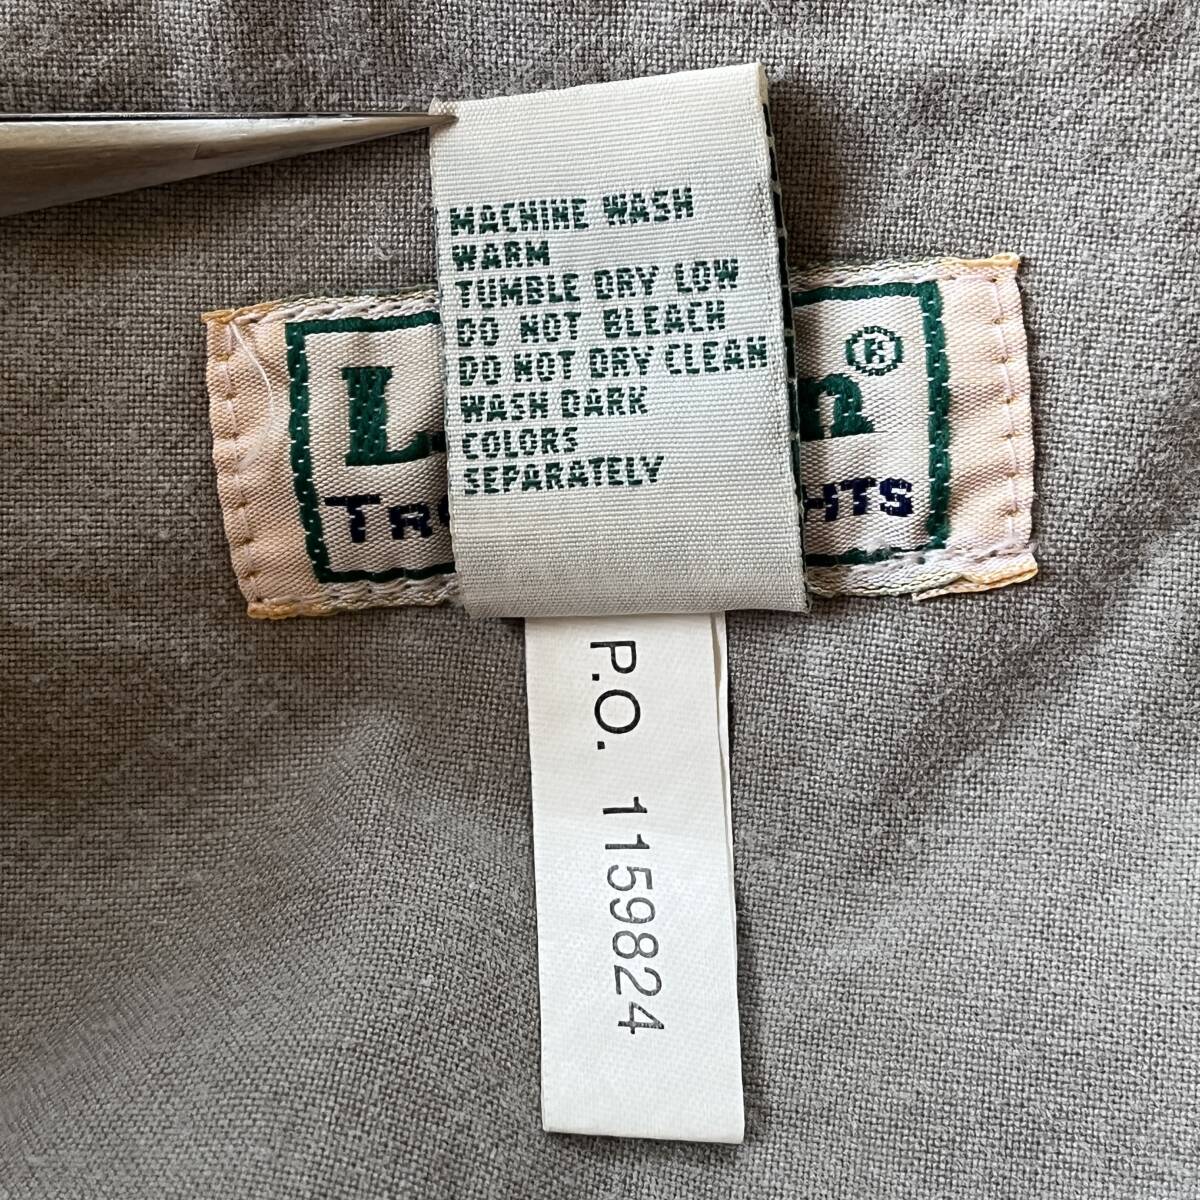 MACHINE WASH
WARM
TUMBLE DRY LOW
DO NOT BLEACH
DO NOT DRY CLEAN
WASH DARK
COLORS
SEPARATELY
®
P.O. 1159824